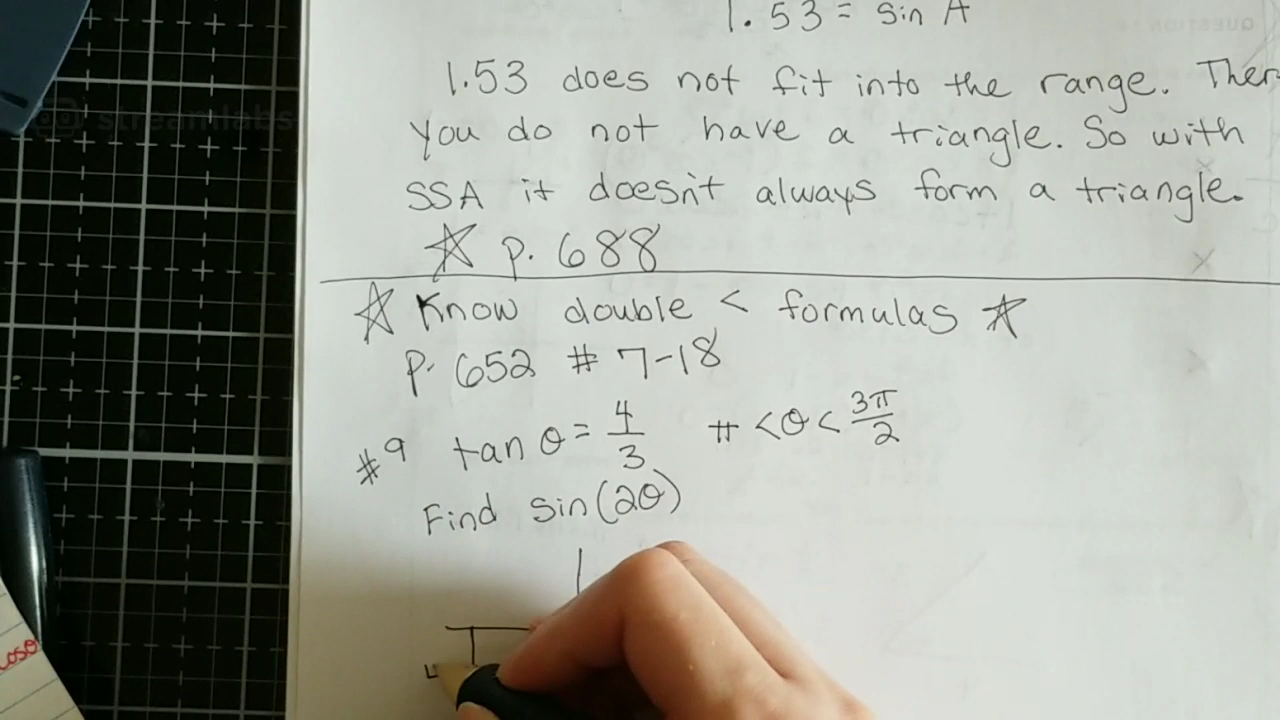 1.53 = sin A
1.53 does not fit into the range. Then
you do not have a triangle. So with
SSA it doesn't always form a triangle.
☆ p. 688
☆ Know double < formulas ☆
p. 652 # 7-18
#9 tan θ = 4/3 π < θ < 3π/2
Find sin(2θ)
streamlabs
cosθ